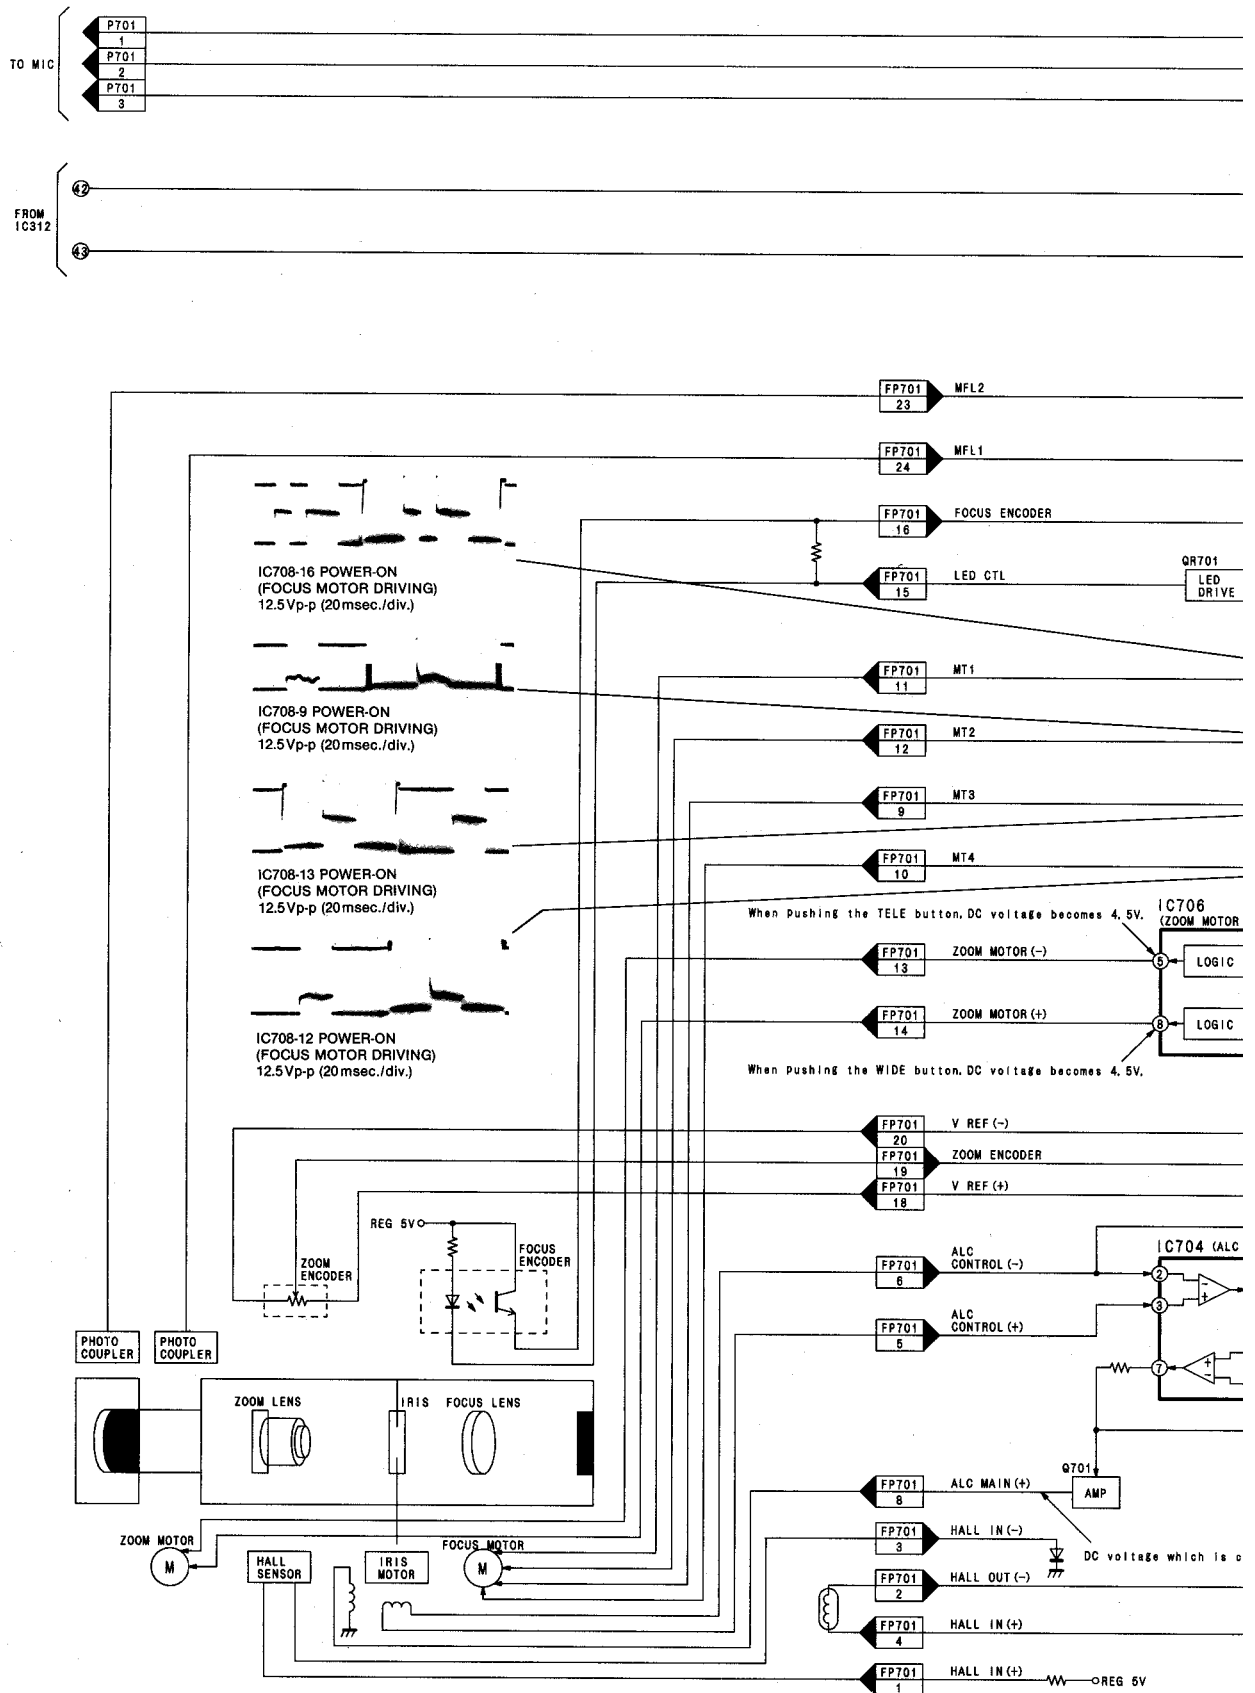 P701
1
TO MIC
P701
2
P701
3
42
FROM
IC312
43
FP701
23
MFL2
FP701
24
MFL1
FP701
16
FOCUS ENCODER
IC708-16 POWER-ON
(FOCUS MOTOR DRIVING)
12.5Vp-p (20msec./div.)
FP701
15
LED CTL
QR701
LED
DRIVE
FP701
11
MT1
IC708-9 POWER-ON
(FOCUS MOTOR DRIVING)
12.5Vp-p (20msec./div.)
FP701
12
MT2
FP701
9
MT3
IC708-13 POWER-ON
(FOCUS MOTOR DRIVING)
12.5Vp-p (20msec./div.)
FP701
10
MT4
When pushing the TELE button, DC voltage becomes 4.5V.
IC706
(ZOOM MOTOR
FP701
13
ZOOM MOTOR(-)
5
LOGIC
FP701
14
ZOOM MOTOR(+)
8
LOGIC
IC708-12 POWER-ON
(FOCUS MOTOR DRIVING)
12.5Vp-p (20msec./div.)
When pushing the WIDE button, DC voltage becomes 4.5V.
FP701
20
V REF(-)
FP701
19
ZOOM ENCODER
FP701
18
V REF(+)
REG 5V
ZOOM
ENCODER
FOCUS
ENCODER
FP701
6
ALC
CONTROL(-)
IC704 (ALC
2
-
+
3
FP701
5
ALC
CONTROL(+)
PHOTO
COUPLER
PHOTO
COUPLER
7
+
-
ZOOM LENS
IRIS
FOCUS LENS
FP701
8
ALC MAIN(+)
Q701
AMP
ZOOM MOTOR
M
HALL
SENSOR
IRIS
MOTOR
FOCUS MOTOR
M
FP701
3
HALL IN(-)
DC voltage which is c
FP701
2
HALL OUT(-)
FP701
4
HALL IN(+)
FP701
1
HALL IN(+)
REG 5V